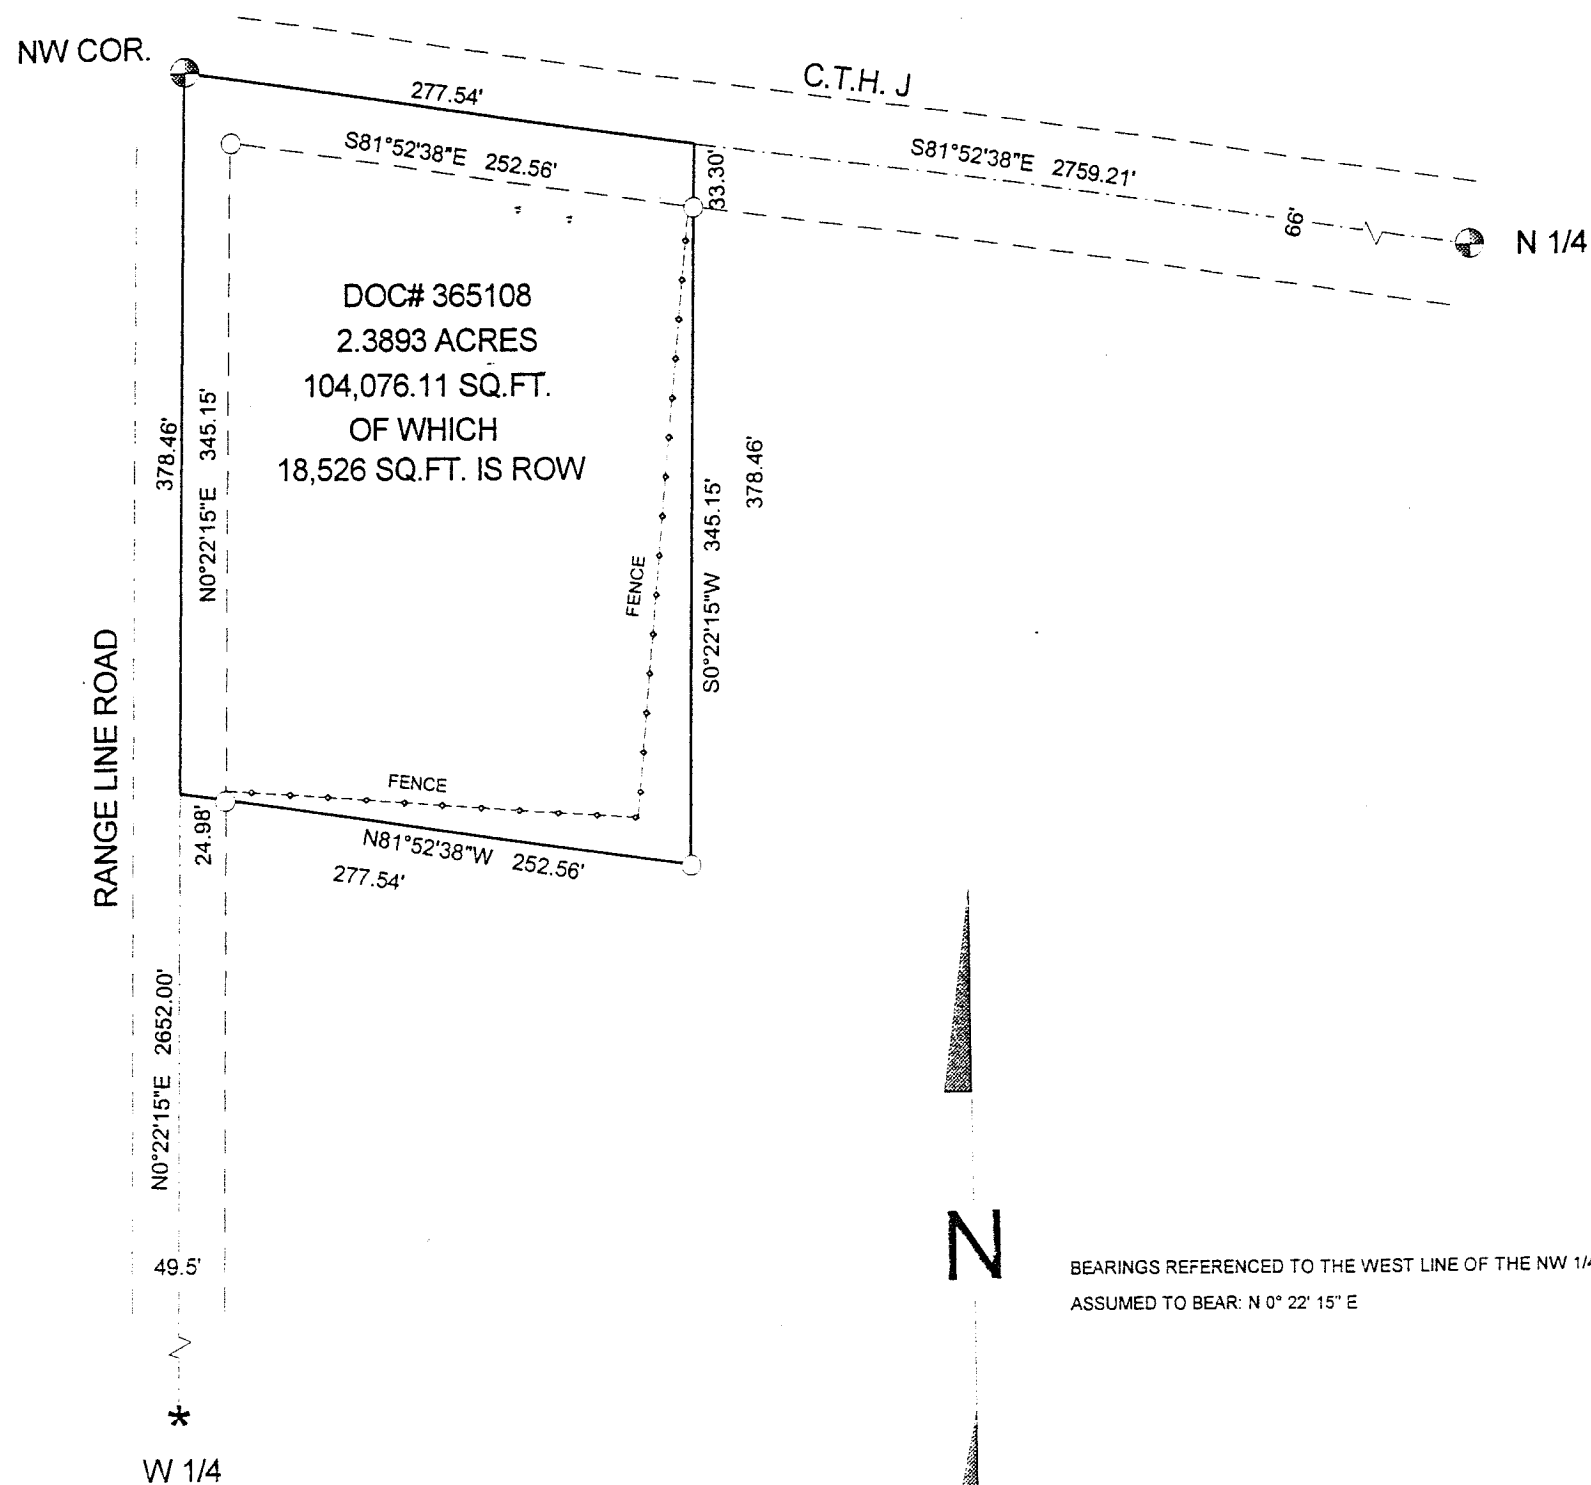 NW COR.
C.T.H. J
277.54'
S81°52'38"E 252.56'
33.30'
S81°52'38"E 2759.21'
66'
N 1/4
DOC# 365108
2.3893 ACRES
104,076.11 SQ.FT.
OF WHICH
18,526 SQ.FT. IS ROW
378.46'
N0°22'15"E 345.15'
FENCE
S0°22'15"W 345.15'
378.46'
RANGE LINE ROAD
FENCE
24.98'
N81°52'38"W 252.56'
277.54'
N0°22'15"E 2652.00'
49.5'
*
W 1/4
N
BEARINGS REFERENCED TO THE WEST LINE OF THE NW 1/4
ASSUMED TO BEAR: N 0° 22' 15" E